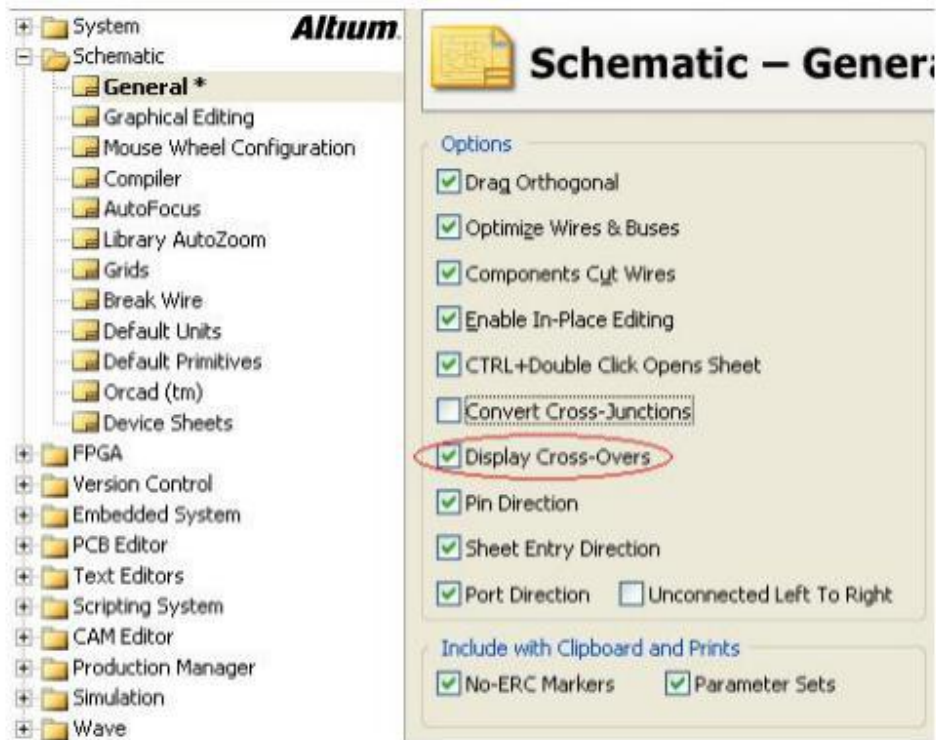 System
Altium.
Schematic
General *
Graphical Editing
Mouse Wheel Configuration
Compiler
AutoFocus
Library AutoZoom
Grids
Break Wire
Default Units
Default Primitives
Orcad (tm)
Device Sheets
FPGA
Version Control
Embedded System
PCB Editor
Text Editors
Scripting System
CAM Editor
Production Manager
Simulation
Wave
Schematic – Genera
Options
Drag Orthogonal
Optimize Wires & Buses
Components Cut Wires
Enable In-Place Editing
CTRL+Double Click Opens Sheet
Convert Cross-Junctions
Display Cross-Overs
Pin Direction
Sheet Entry Direction
Port Direction Unconnected Left To Right
Include with Clipboard and Prints
No-ERC Markers Parameter Sets